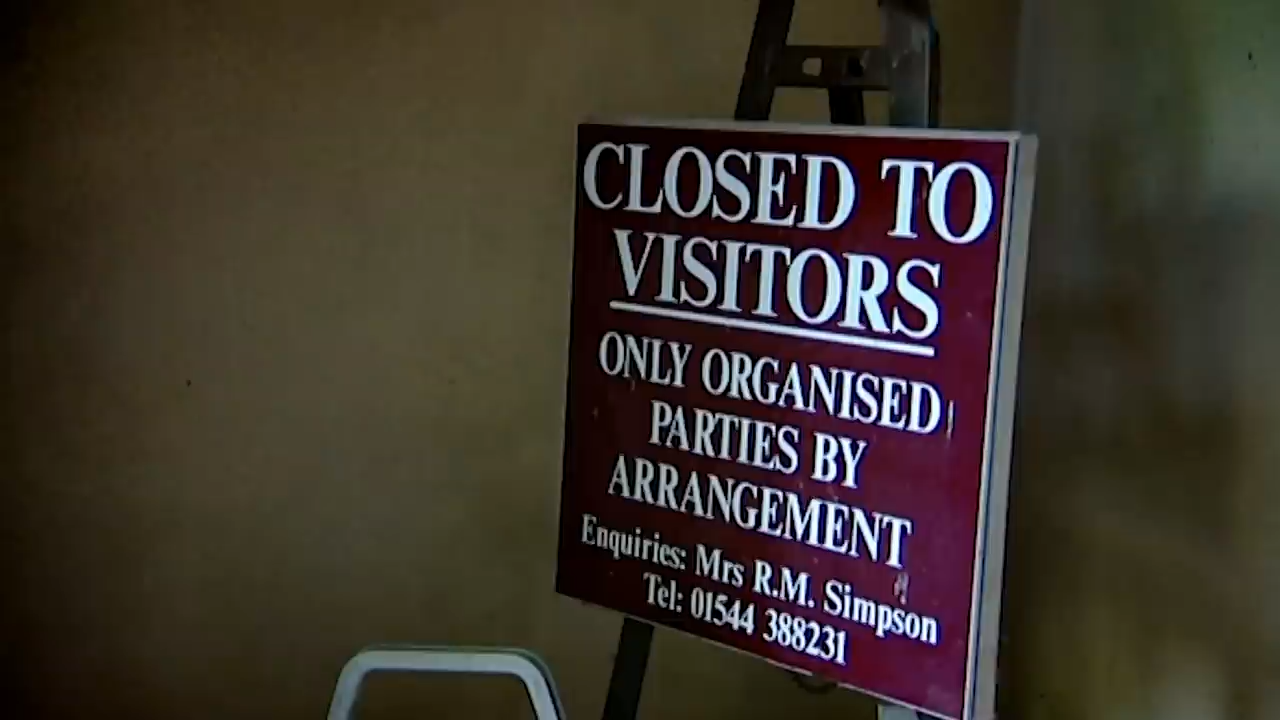 CLOSED TO
VISITORS
ONLY ORGANISED
PARTIES BY
ARRANGEMENT
Enquiries: Mrs R.M. Simpson
Tel: 01544 388231